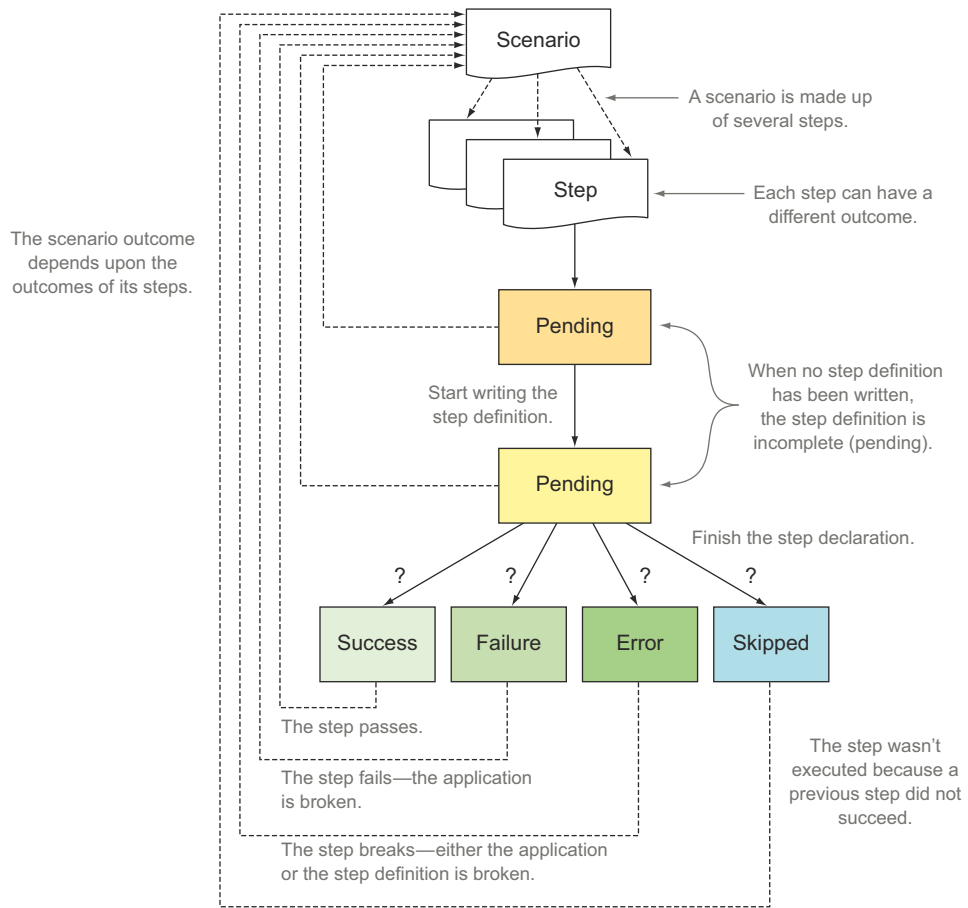 Scenario
A scenario is made up
of several steps.
Step
Each step can have a
different outcome.
The scenario outcome
depends upon the
outcomes of its steps.
Pending
When no step definition
has been written,
the step definition is
incomplete (pending).
Start writing the
step definition.
Pending
Finish the step declaration.
?
?
?
?
Success
Failure
Error
Skipped
The step passes.
The step fails—the application
is broken.
The step wasn’t
executed because a
previous step did not
succeed.
The step breaks—either the application
or the step definition is broken.